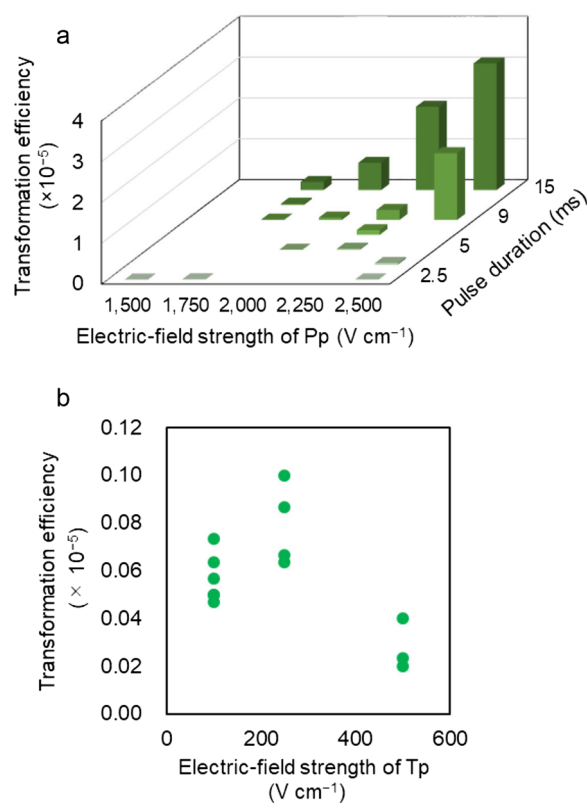 a
Transformation efficiency
(×10⁻⁵)
4
3
2
1
0
1,500 1,750 2,000 2,250 2,500
Electric-field strength of Pp (V cm⁻¹)
2.5
5
9
15
Pulse duration (ms)
b
Transformation efficiency
( × 10⁻⁵)
0.12
0.10
0.08
0.06
0.04
0.02
0.00
0 200 400 600
Electric-field strength of Tp
(V cm⁻¹)